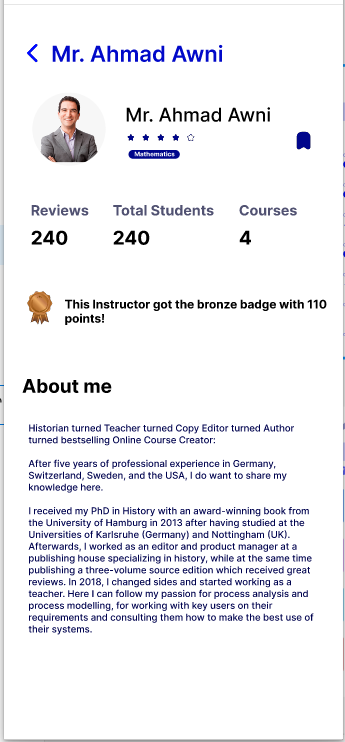 Mr. Ahmad Awni
Mr. Ahmad Awni
Mathematics
Reviews Total Students Courses
240 240 4
This Instructor got the bronze badge with 110
points!
About me
Historian turned Teacher turned Copy Editor turned Author
turned bestselling Online Course Creator:
After five years of professional experience in Germany,
Switzerland, Sweden, and the USA, I do want to share my
knowledge here.
I received my PhD in History with an award-winning book from
the University of Hamburg in 2013 after having studied at the
Universities of Karlsruhe (Germany) and Nottingham (UK).
Afterwards, I worked as an editor and product manager at a
publishing house specializing in history, while at the same time
publishing a three-volume source edition which received great
reviews. In 2018, I changed sides and started working as a
teacher. Here I can follow my passion for process analysis and
process modelling, for working with key users on their
requirements and consulting them how to make the best use of
their systems.